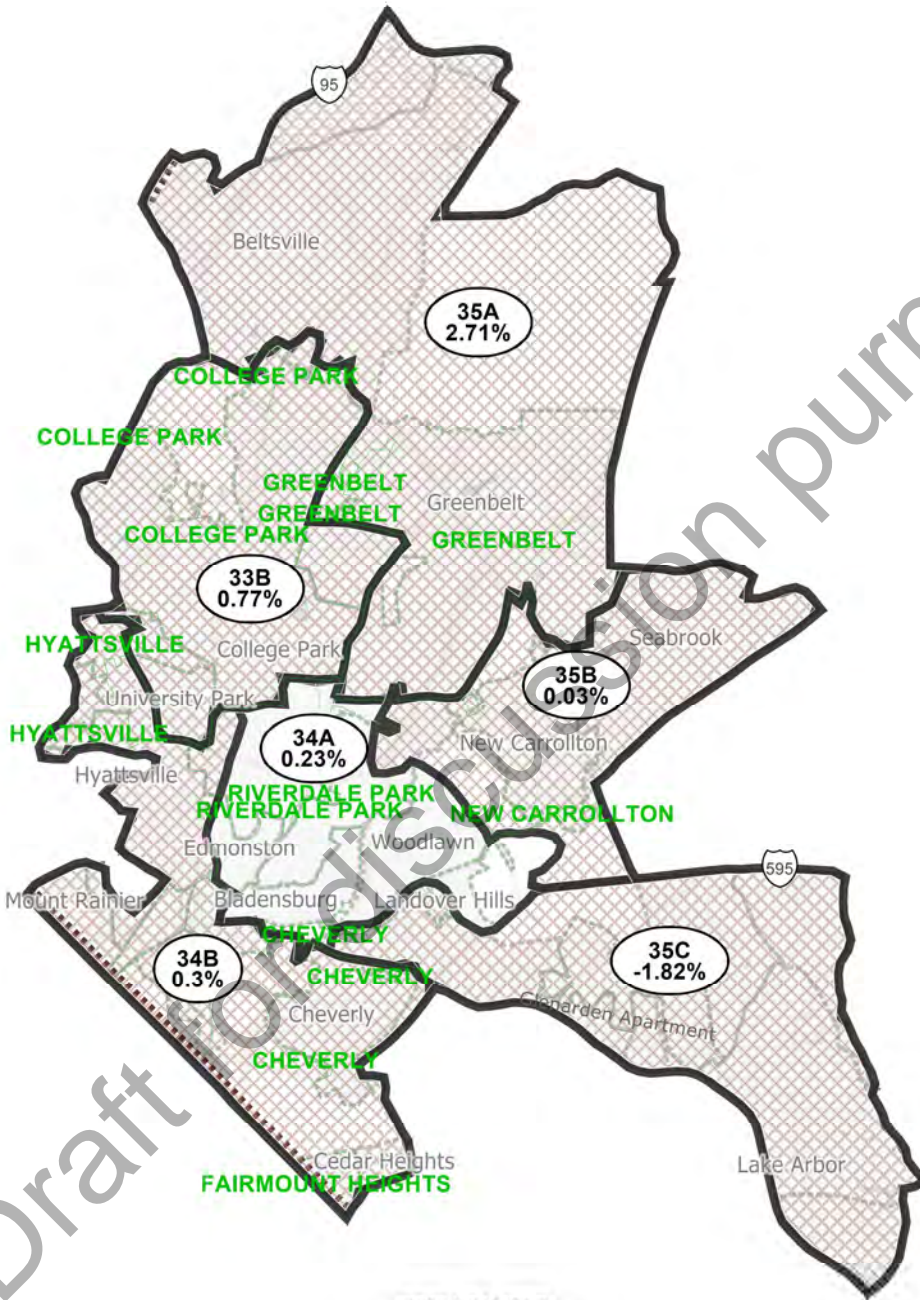 95
Beltsville
35A
2.71%
COLLEGE PARK
COLLEGE PARK
GREENBELT
Greenbelt
GREENBELT
COLLEGE PARK
GREENBELT
33B
0.77%
HYATTSVILLE
College Park
Seabrook
35B
0.03%
University Park
HYATTSVILLE
34A
0.23%
New Carrollton
Hyattsville
RIVERDALE PARK
RIVERDALE PARK
NEW CARROLLTON
Edmonston
Woodlawn
595
Mount Rainier
Bladensburg
Landover Hills
CHEVERLY
34B
0.3%
CHEVERLY
35C
-1.82%
Cheverly
Glenarden Apartment
CHEVERLY
Cedar Heights
Lake Arbor
FAIRMOUNT HEIGHTS
Draft for discussion purp